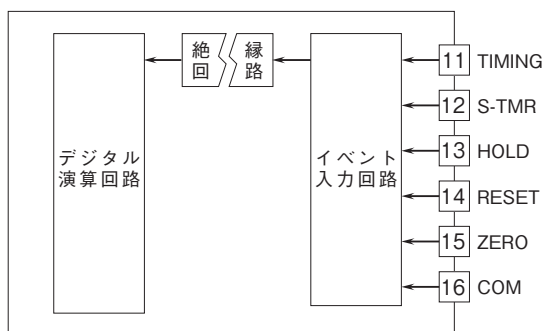 絶縁
回路
デジタル
演算回路
イベント
入力回路
11 TIMING
12 S-TMR
13 HOLD
14 RESET
15 ZERO
16 COM